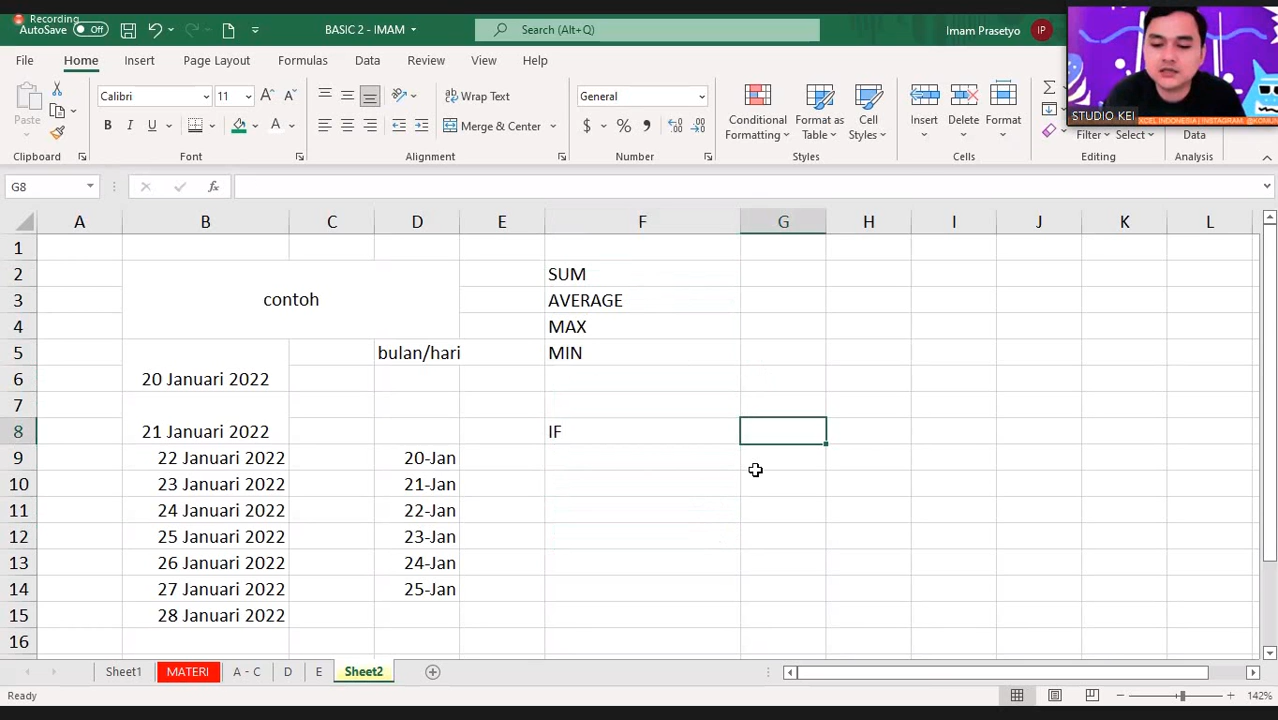 Recording
AutoSave Off BASIC 2 - IMAM Search (Alt+Q) Imam Prasetyo IP
File Home Insert Page Layout Formulas Data Review View Help
Paste Calibri 11 Wrap Text General Conditional Formatting Format as Table Cell Styles Insert Delete Format STUDIO KEI
B I U A Merge & Center $ % Filter Select Data
Clipboard Font Alignment Number Styles Cells Editing Analysis
G8 fx
A B C D E F G H I J K L
1
2 SUM
3 contoh AVERAGE
4 MAX
5 bulan/hari MIN
6 20 Januari 2022
7
8 21 Januari 2022 IF
9 22 Januari 2022 20-Jan
10 23 Januari 2022 21-Jan
11 24 Januari 2022 22-Jan
12 25 Januari 2022 23-Jan
13 26 Januari 2022 24-Jan
14 27 Januari 2022 25-Jan
15 28 Januari 2022
16
Sheet1 MATERI A - C D E Sheet2
Ready 142%